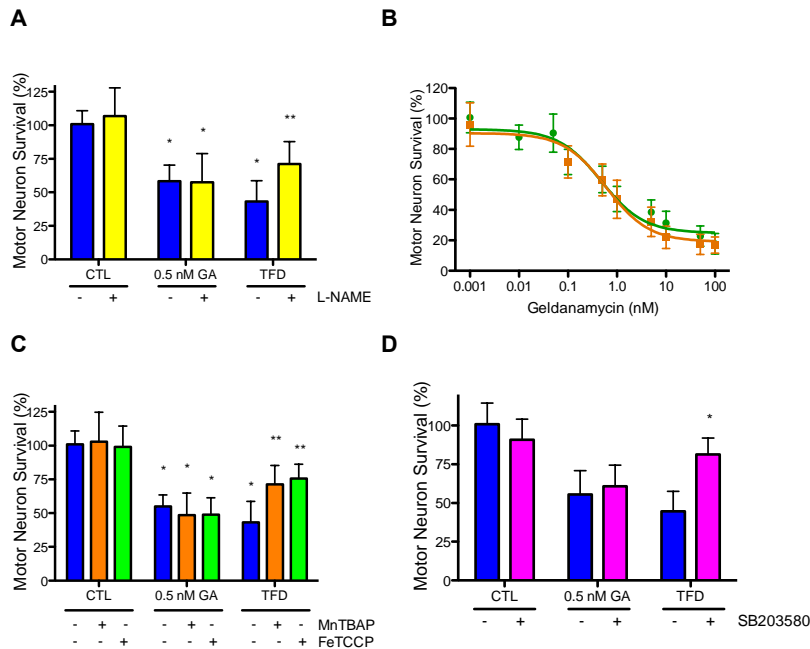 A
Motor Neuron Survival (%)
125
100
75
50
25
0
* * * **
CTL 0.5 nM GA TFD
- + - + - + L-NAME
B
Motor Neuron Survival (%)
120
100
80
60
40
20
0
0.001 0.01 0.1 1.0 10 100
Geldanamycin (nM)
C
Motor Neuron Survival (%)
125
100
75
50
25
0
* * * * ** **
CTL 0.5 nM GA TFD
- + - - + - - + - MnTBAP
- - + - - + - - + FeTCCP
D
Motor Neuron Survival (%)
100
75
50
25
0
*
CTL 0.5 nM GA TFD
- + - + - + SB203580